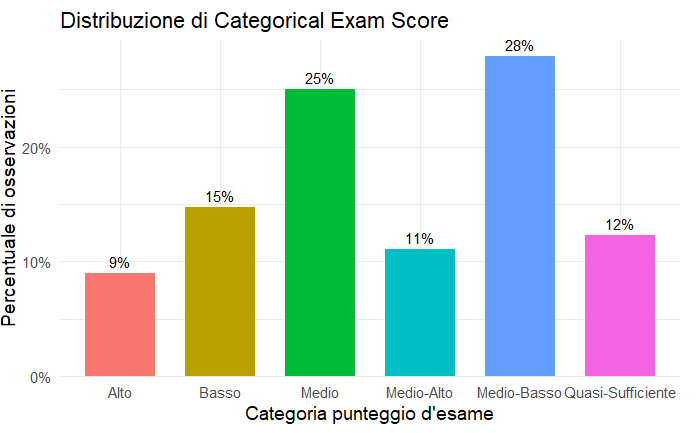 Distribuzione di Categorical Exam Score
Percentuale di osservazioni
28%
25%
20%
15%
12%
11%
10%
9%
0%
Alto Basso Medio Medio-Alto Medio-Basso Quasi-Sufficiente
Categoria punteggio d'esame